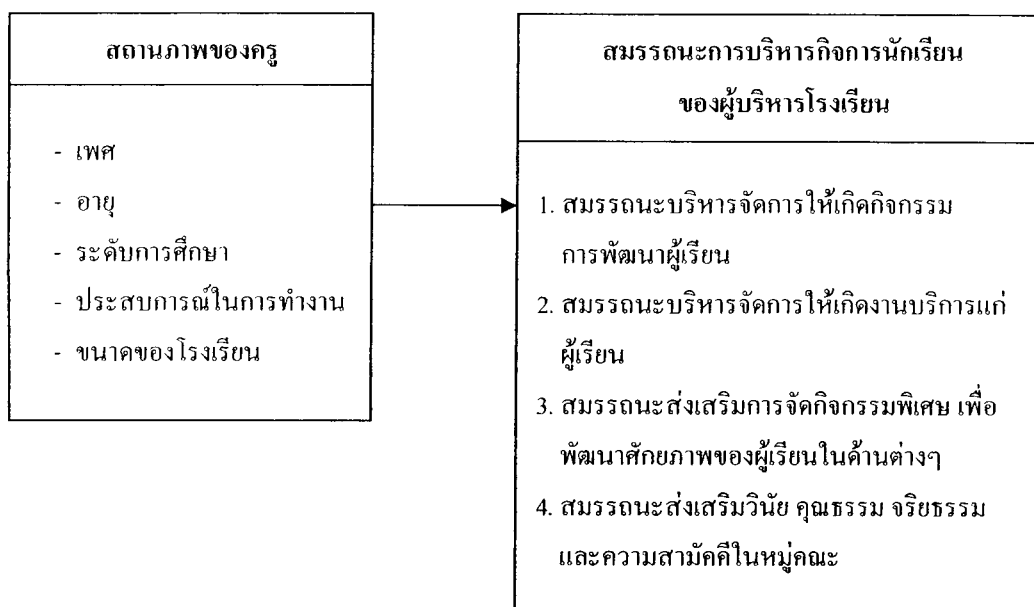 สถานภาพของครู
- เพศ
- อายุ
- ระดับการศึกษา
- ประสบการณ์ในการทำงาน
- ขนาดของโรงเรียน
สมรรถนะการบริหารกิจการนักเรียน
ของผู้บริหารโรงเรียน
1. สมรรถนะบริหารจัดการให้เกิดกิจกรรม
การพัฒนาผู้เรียน
2. สมรรถนะบริหารจัดการให้เกิดงานบริการแก่
ผู้เรียน
3. สมรรถนะส่งเสริมการจัดกิจกรรมพิเศษ เพื่อ
พัฒนาศักยภาพของผู้เรียนในด้านต่างๆ
4. สมรรถนะส่งเสริมวินัย คุณธรรม จริยธรรม
และความสามัคคีในหมู่คณะ